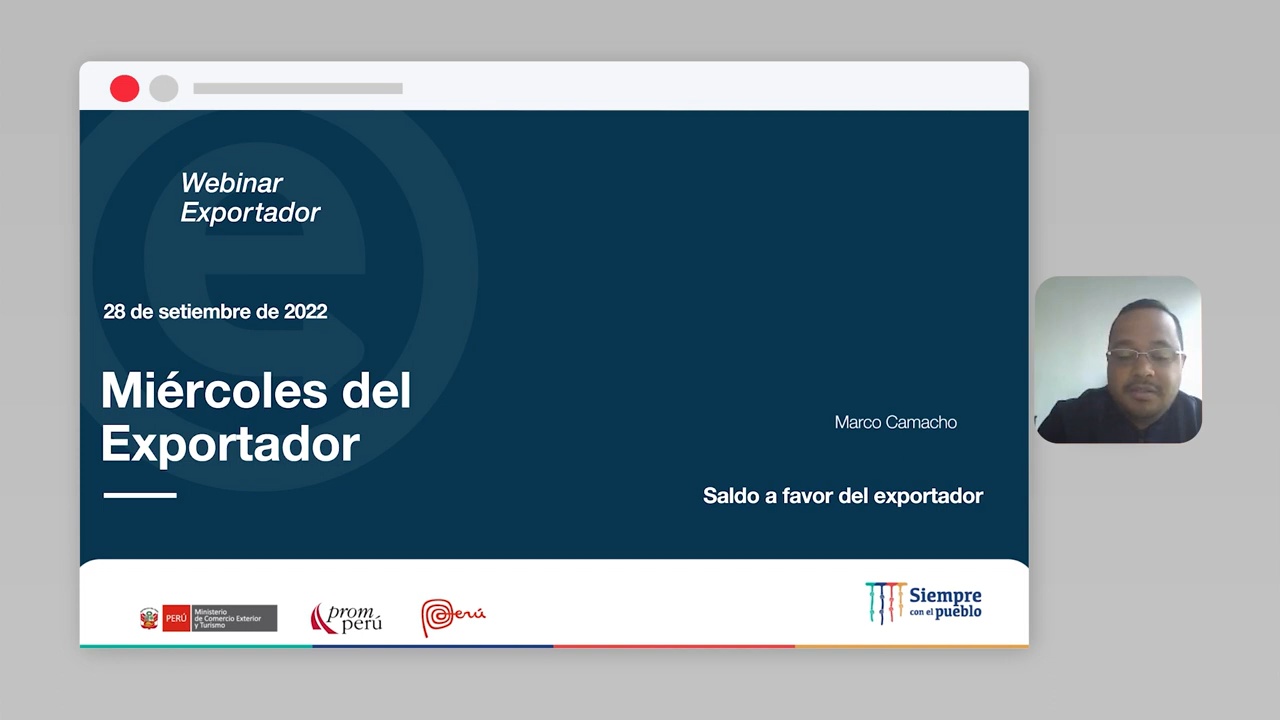 Webinar
Exportador
28 de setiembre de 2022
Miércoles del
Exportador
Marco Camacho
Saldo a favor del exportador
PERÚ
Ministerio
de Comercio Exterior
y Turismo
prom
perú
Perú
Siempre
con el pueblo